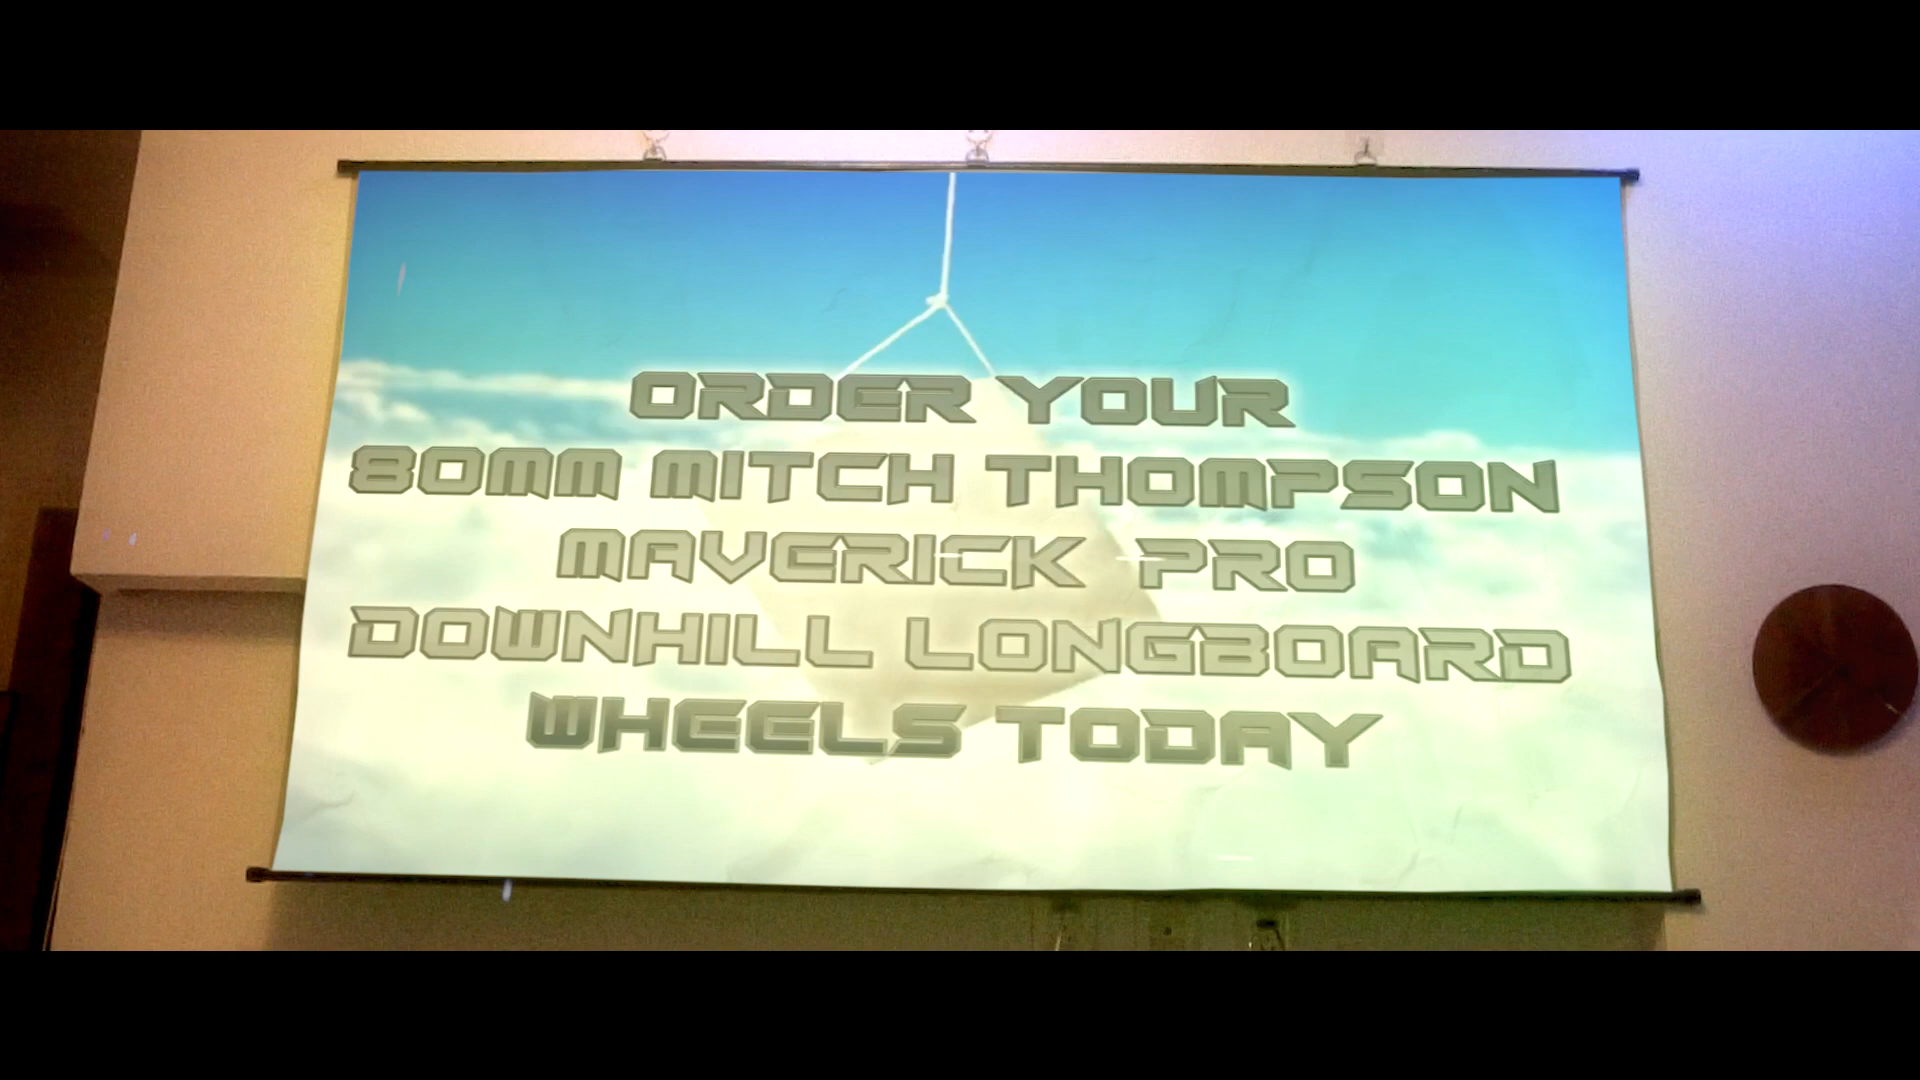 ORDER YOUR
80MM MITCH THOMPSON
MAVERICK PRO
DOWNHILL LONGBOARD
WHEELS TODAY